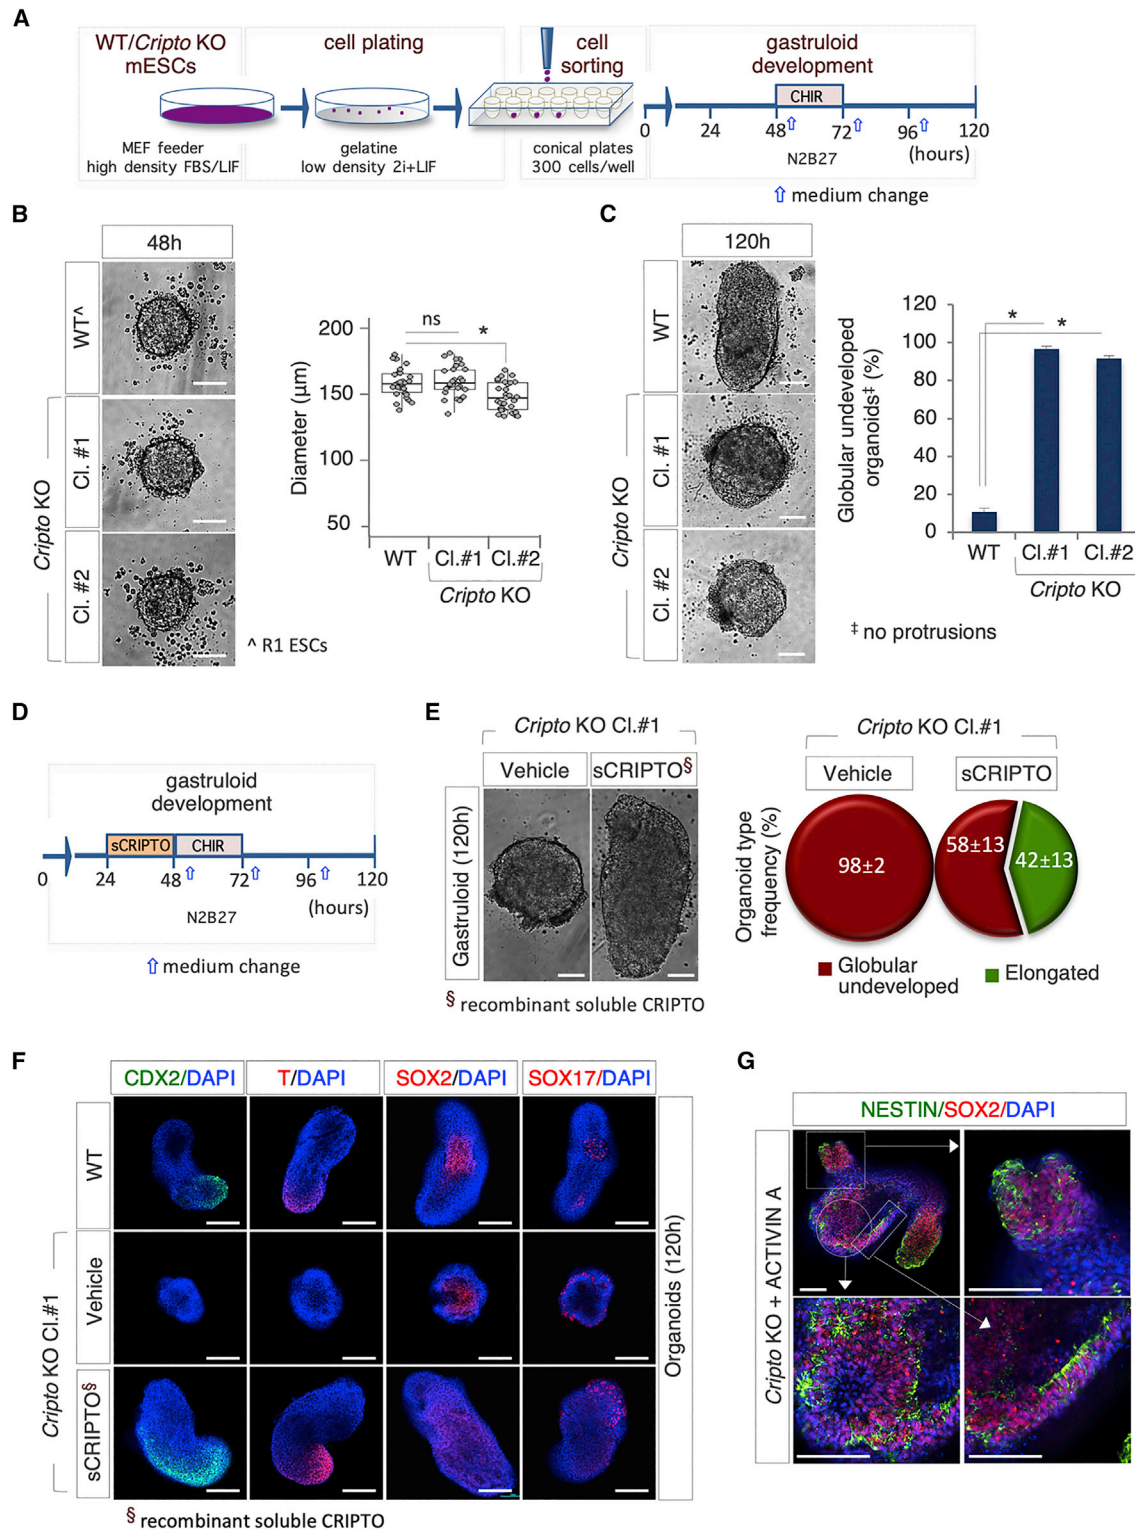 A
WT/Cripto KO
mESCs
cell plating
cell
sorting
gastruloid
development
CHIR
0
24
48
72
96
120
(hours)
N2B27
MEF feeder
high density FBS/LIF
gelatine
low density 2i+LIF
conical plates
300 cells/well
⇧ medium change
B
48h
WT^
Cripto KO
Cl. #1
Cl. #2
Diameter (µm)
200
150
100
50
ns
*
WT
Cl.#1
Cl.#2
Cripto KO
^ R1 ESCs
C
120h
WT
Cripto KO
Cl. #1
Cl. #2
Globular undeveloped
organoids‡ (%)
120
100
80
60
40
20
0
*
*
WT
Cl.#1
Cl.#2
Cripto KO
‡ no protrusions
D
gastruloid
development
sCRIPTO
CHIR
0
24
48
72
96
120
(hours)
N2B27
⇧ medium change
E
Cripto KO Cl.#1
Vehicle
sCRIPTO§
Gastruloid (120h)
§ recombinant soluble CRIPTO
Cripto KO Cl.#1
Vehicle
sCRIPTO
Organoid type
frequency (%)
98±2
58±13
42±13
Globular
undeveloped
Elongated
F
CDX2/DAPI
T/DAPI
SOX2/DAPI
SOX17/DAPI
WT
Cripto KO Cl.#1
Vehicle
sCRIPTO§
Organoids (120h)
§ recombinant soluble CRIPTO
G
NESTIN/SOX2/DAPI
Cripto KO + ACTIVIN A